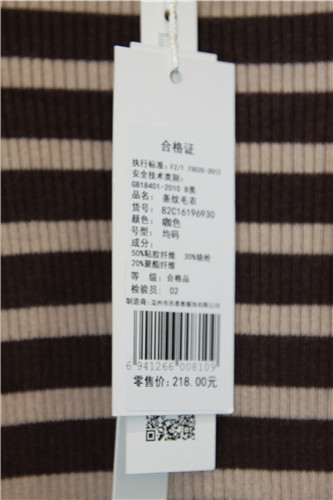 合格证
执行标准：FZ/T 73020-2012
安全技术类别：
GB18401-2010 B类
品名： 条纹毛衣
货号： 82C16196930
颜色： 咖色
号型： 均码
成分：
50%粘胶纤维 30%腈纶
20%聚酯纤维
等 级： 合格品
检验员： 02
6 941266 008109
零售价：218.00元